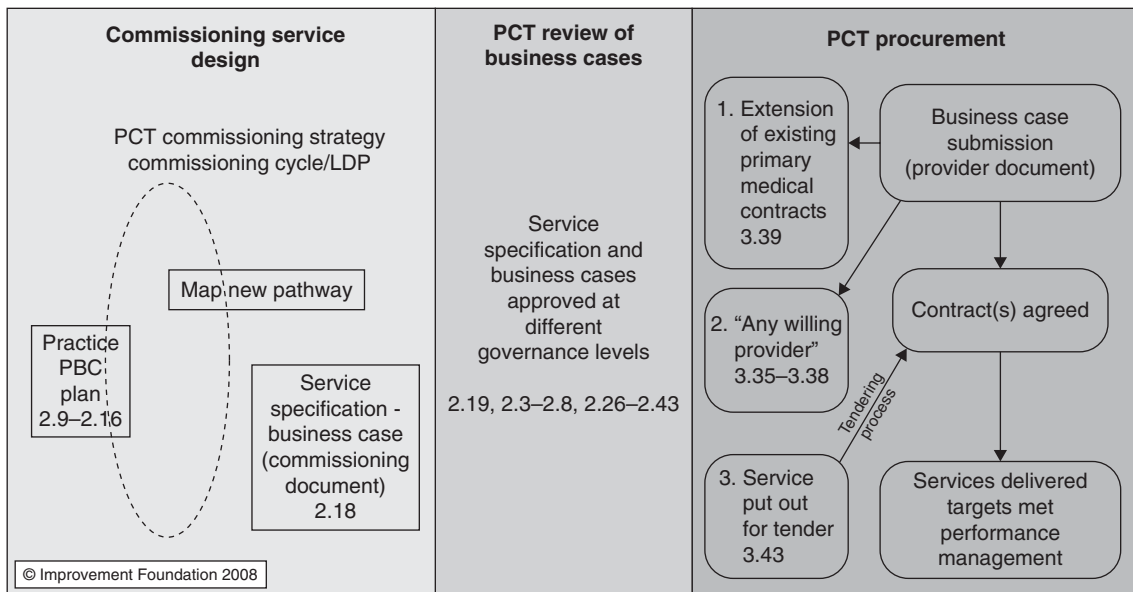 Commissioning service
design
PCT commissioning strategy
commissioning cycle/LDP
Map new pathway
Practice
PBC
plan
2.9–2.16
Service
specification -
business case
(commissioning
document)
2.18
© Improvement Foundation 2008
PCT review of
business cases
Service
specification and
business cases
approved at
different
governance levels
2.19, 2.3–2.8, 2.26–2.43
PCT procurement
1. Extension
of existing
primary
medical
contracts
3.39
Business case
submission
(provider document)
2. “Any willing
provider”
3.35–3.38
Contract(s) agreed
Tendering
process
3. Service
put out
for tender
3.43
Services delivered
targets met
performance
management